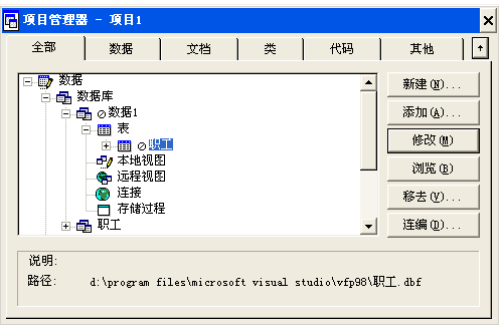 项目管理器 - 项目1
全部 数据 文档 类 代码 其他
数据
数据库
数据1
表
职工
本地视图
远程视图
连接
存储过程
职工
新建(N)...
添加(A)...
修改(M)
浏览(B)
移去(V)...
连编(D)...
说明:
路径: d:\program files\microsoft visual studio\vfp98\职工.dbf